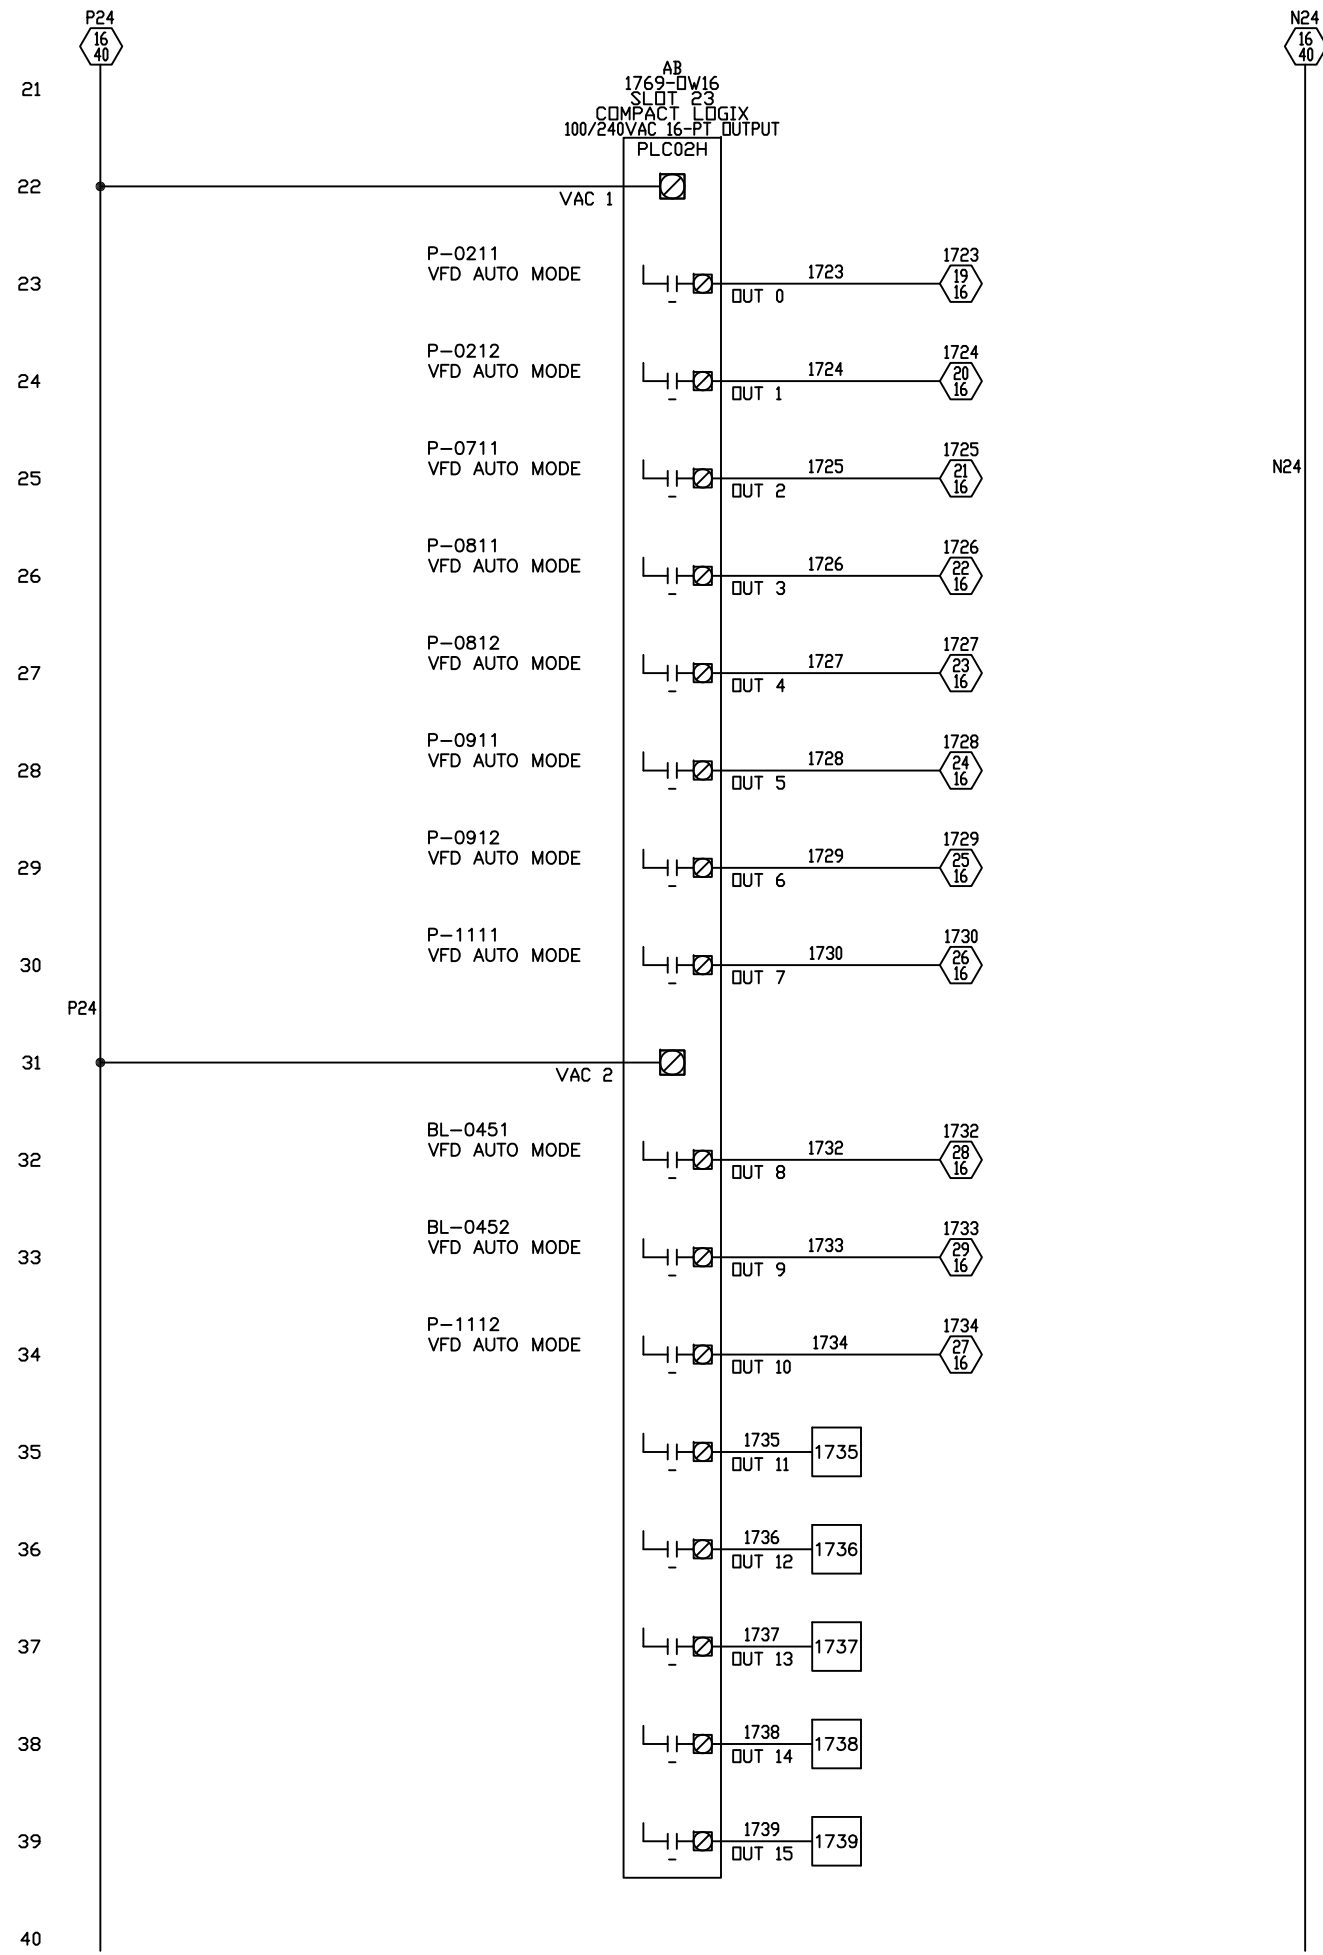 P24
16
40
N24
16
40
21
AB
1769-OW16
SLOT 23
COMPACT LOGIX
100/240VAC 16-PT OUTPUT
PLC02H
22
VAC 1
P-0211
VFD AUTO MODE
23
1723
OUT 0
1723
19
16
P-0212
VFD AUTO MODE
24
1724
OUT 1
1724
20
16
P-0711
VFD AUTO MODE
25
1725
OUT 2
1725
21
16
N24
P-0811
VFD AUTO MODE
26
1726
OUT 3
1726
22
16
P-0812
VFD AUTO MODE
27
1727
OUT 4
1727
23
16
P-0911
VFD AUTO MODE
28
1728
OUT 5
1728
24
16
P-0912
VFD AUTO MODE
29
1729
OUT 6
1729
25
16
P-1111
VFD AUTO MODE
30
1730
OUT 7
1730
26
16
P24
31
VAC 2
BL-0451
VFD AUTO MODE
32
1732
OUT 8
1732
28
16
BL-0452
VFD AUTO MODE
33
1733
OUT 9
1733
29
16
P-1112
VFD AUTO MODE
34
1734
OUT 10
1734
27
16
35
1735
OUT 11
1735
36
1736
OUT 12
1736
37
1737
OUT 13
1737
38
1738
OUT 14
1738
39
1739
OUT 15
1739
40